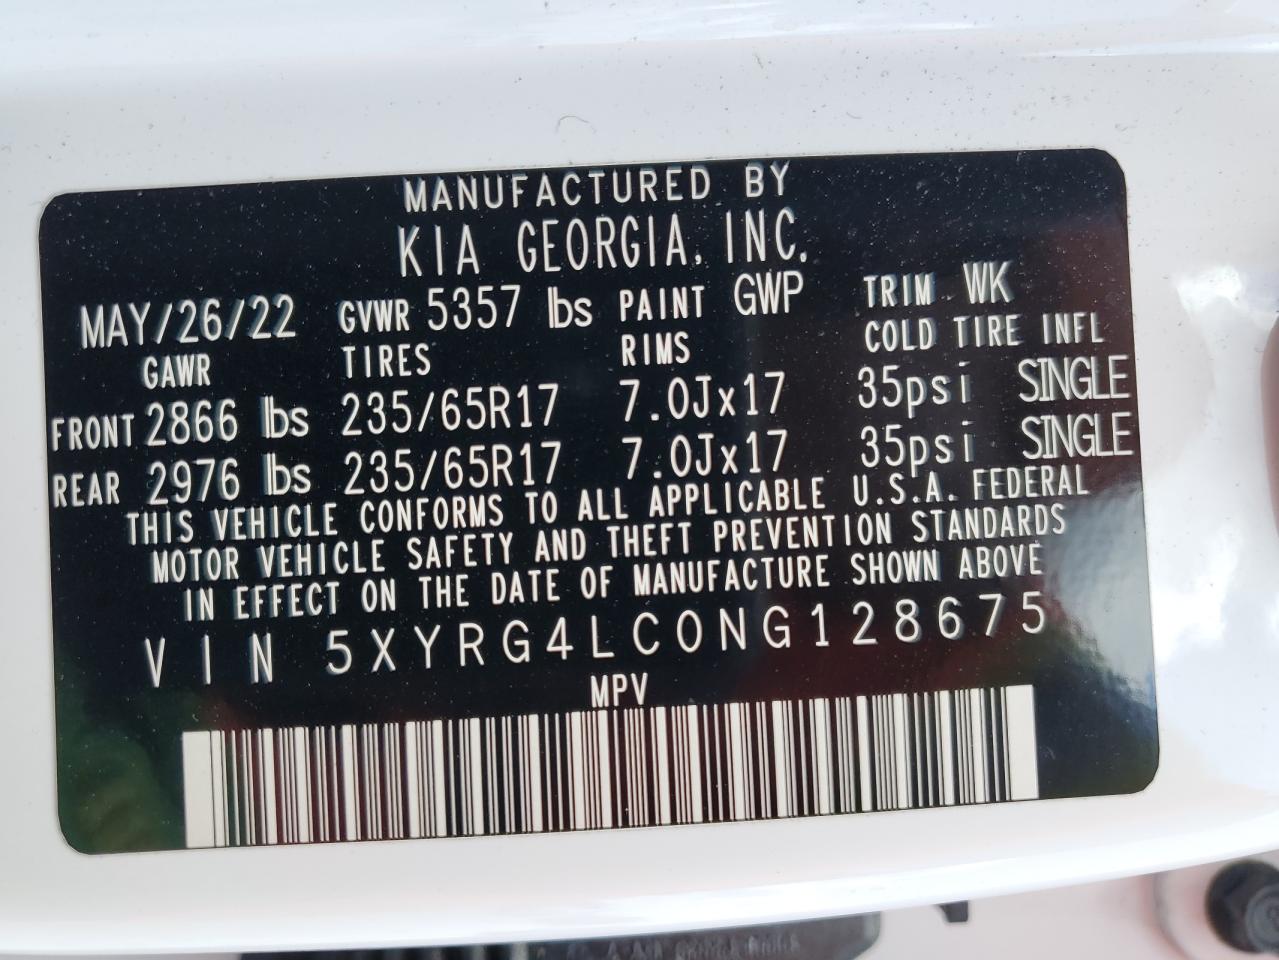 MANUFACTURED BY
KIA GEORGIA, INC.
MAY/26/22 GVWR 5357 lbs PAINT GWP TRIM WK
GAWR TIRES RIMS COLD TIRE INFL
FRONT 2866 lbs 235/65R17 7.0Jx17 35psi SINGLE
REAR 2976 lbs 235/65R17 7.0Jx17 35psi SINGLE
THIS VEHICLE CONFORMS TO ALL APPLICABLE U.S.A. FEDERAL
MOTOR VEHICLE SAFETY AND THEFT PREVENTION STANDARDS
IN EFFECT ON THE DATE OF MANUFACTURE SHOWN ABOVE
VIN 5XYRG4LC0NG128675
MPV